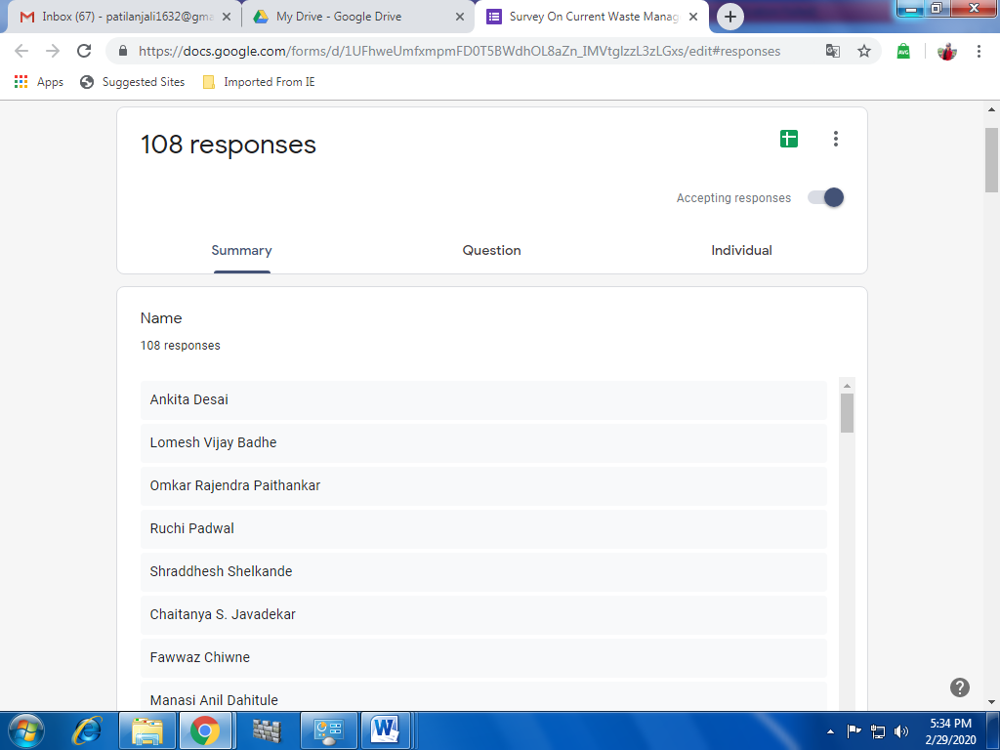 Inbox (67) - patilanjali1632@gma
My Drive - Google Drive
Survey On Current Waste Manag
https://docs.google.com/forms/d/1UFhweUmfxmpmFD0T5BWdhOL8aZn_IMVtgIzzL3zLGxs/edit#responses
Apps
Suggested Sites
Imported From IE
108 responses
Accepting responses
Summary
Question
Individual
Name
108 responses
Ankita Desai
Lomesh Vijay Badhe
Omkar Rajendra Paithankar
Ruchi Padwal
Shraddhesh Shelkande
Chaitanya S. Javadekar
Fawwaz Chiwne
Manasi Anil Dahitule
5:34 PM
2/29/2020